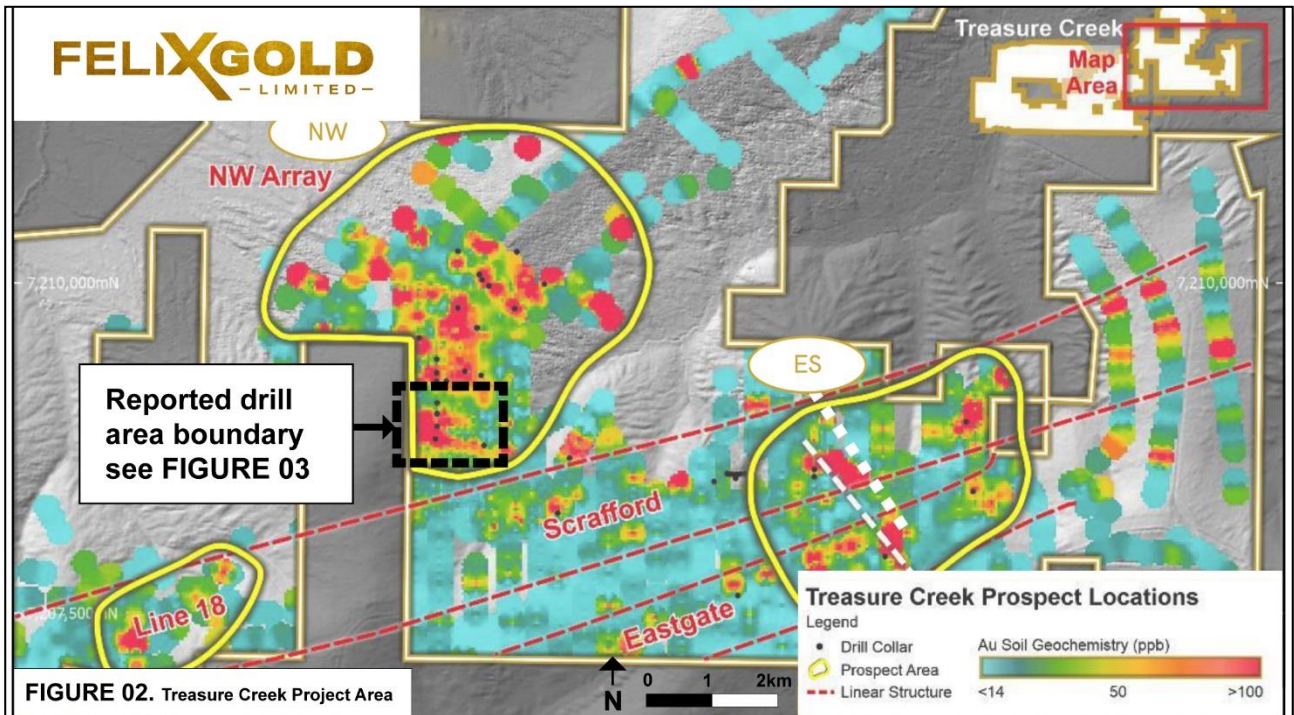 FELIXGOLD
LIMITED
NW
NW Array
Treasure Creek
Map
Area
7,210,000mN
7,210,000mN
Reported drill
area boundary
see FIGURE 03
ES
Scrafford
Eastgate
Line 18
FIGURE 02. Treasure Creek Project Area
N
0 1 2km
Treasure Creek Prospect Locations
Legend
Drill Collar
Prospect Area
Linear Structure
Au Soil Geochemistry (ppb)
<14 50 >100